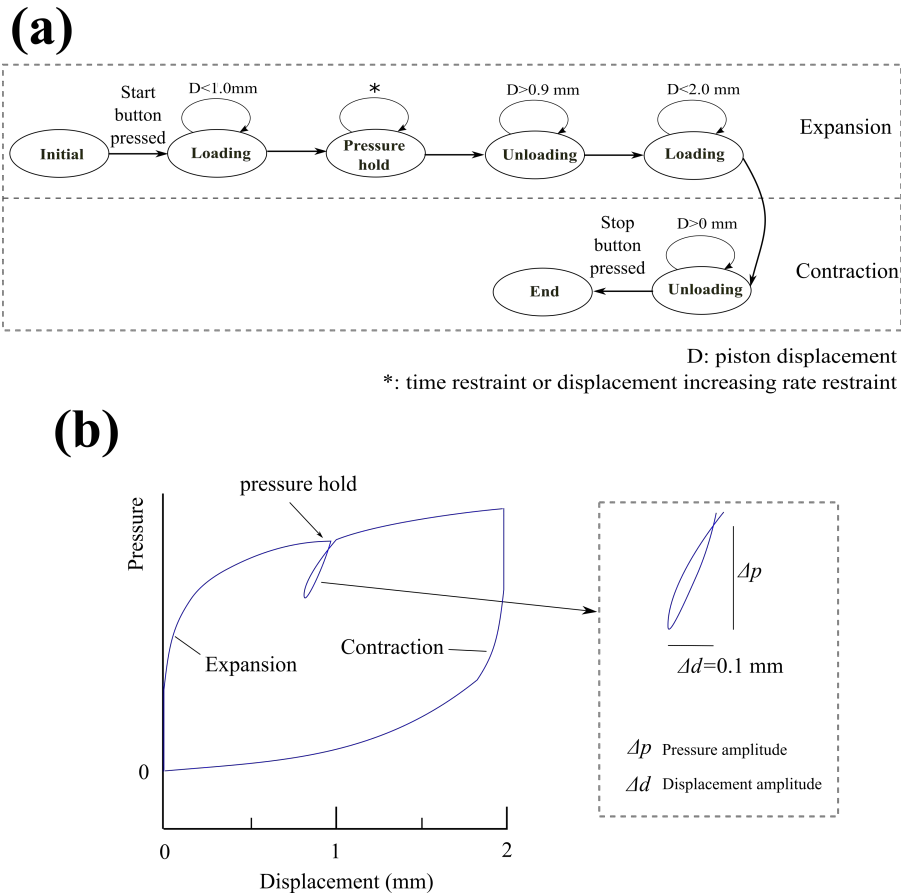 (a)
Start
button
pressed
D<1.0mm
*
D>0.9 mm
D<2.0 mm
Initial
Loading
Pressure
hold
Unloading
Loading
Expansion
Stop
button
pressed
D>0 mm
End
Unloading
Contraction
D: piston displacement
*: time restraint or displacement increasing rate restraint
(b)
Pressure
pressure hold
Expansion
Contraction
0
0
1
2
Displacement (mm)
Δp
Δd=0.1 mm
Δp Pressure amplitude
Δd Displacement amplitude